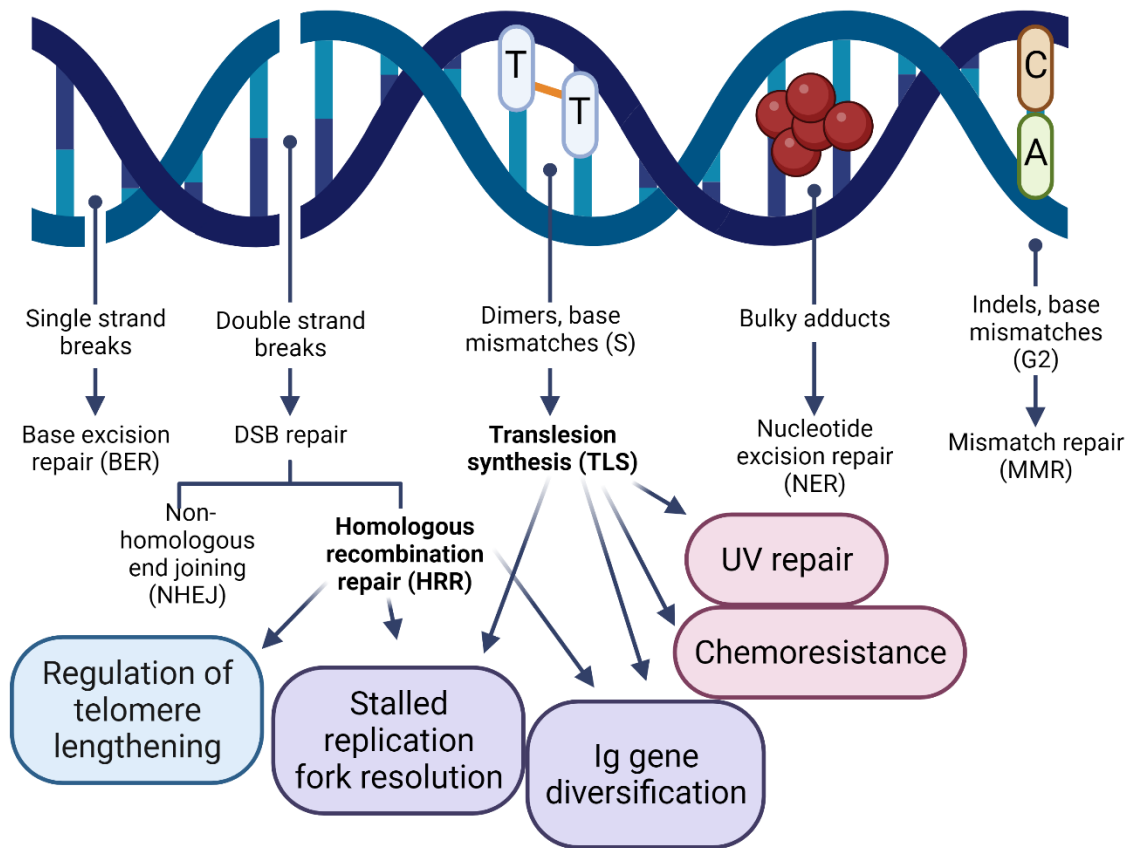 T
T
C
A
Single strand
breaks
Double strand
breaks
Dimers, base
mismatches (S)
Bulky adducts
Indels, base
mismatches
(G2)
Base excision
repair (BER)
DSB repair
Translesion
synthesis (TLS)
Nucleotide
excision repair
(NER)
Mismatch repair
(MMR)
Non-
homologous
end joining
(NHEJ)
Homologous
recombination
repair (HRR)
UV repair
Chemoresistance
Regulation of
telomere
lengthening
Stalled
replication
fork resolution
Ig gene
diversification